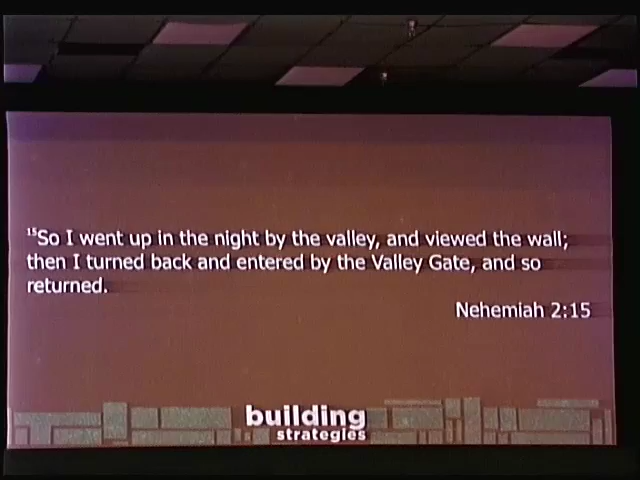 ¹⁵So I went up in the night by the valley, and viewed the wall;
then I turned back and entered by the Valley Gate, and so
returned.
Nehemiah 2:15
building
strategies